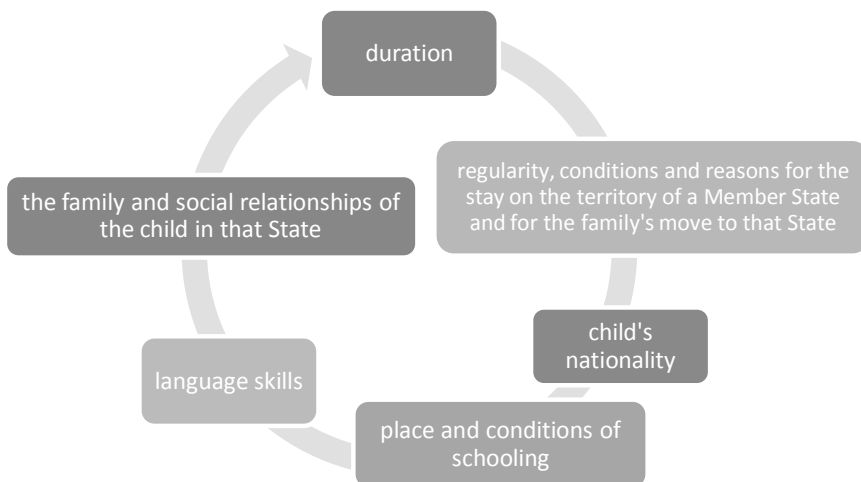 duration
regularity, conditions and reasons for the
stay on the territory of a Member State
and for the family's move to that State
child's
nationality
place and conditions of
schooling
language skills
the family and social relationships of
the child in that State